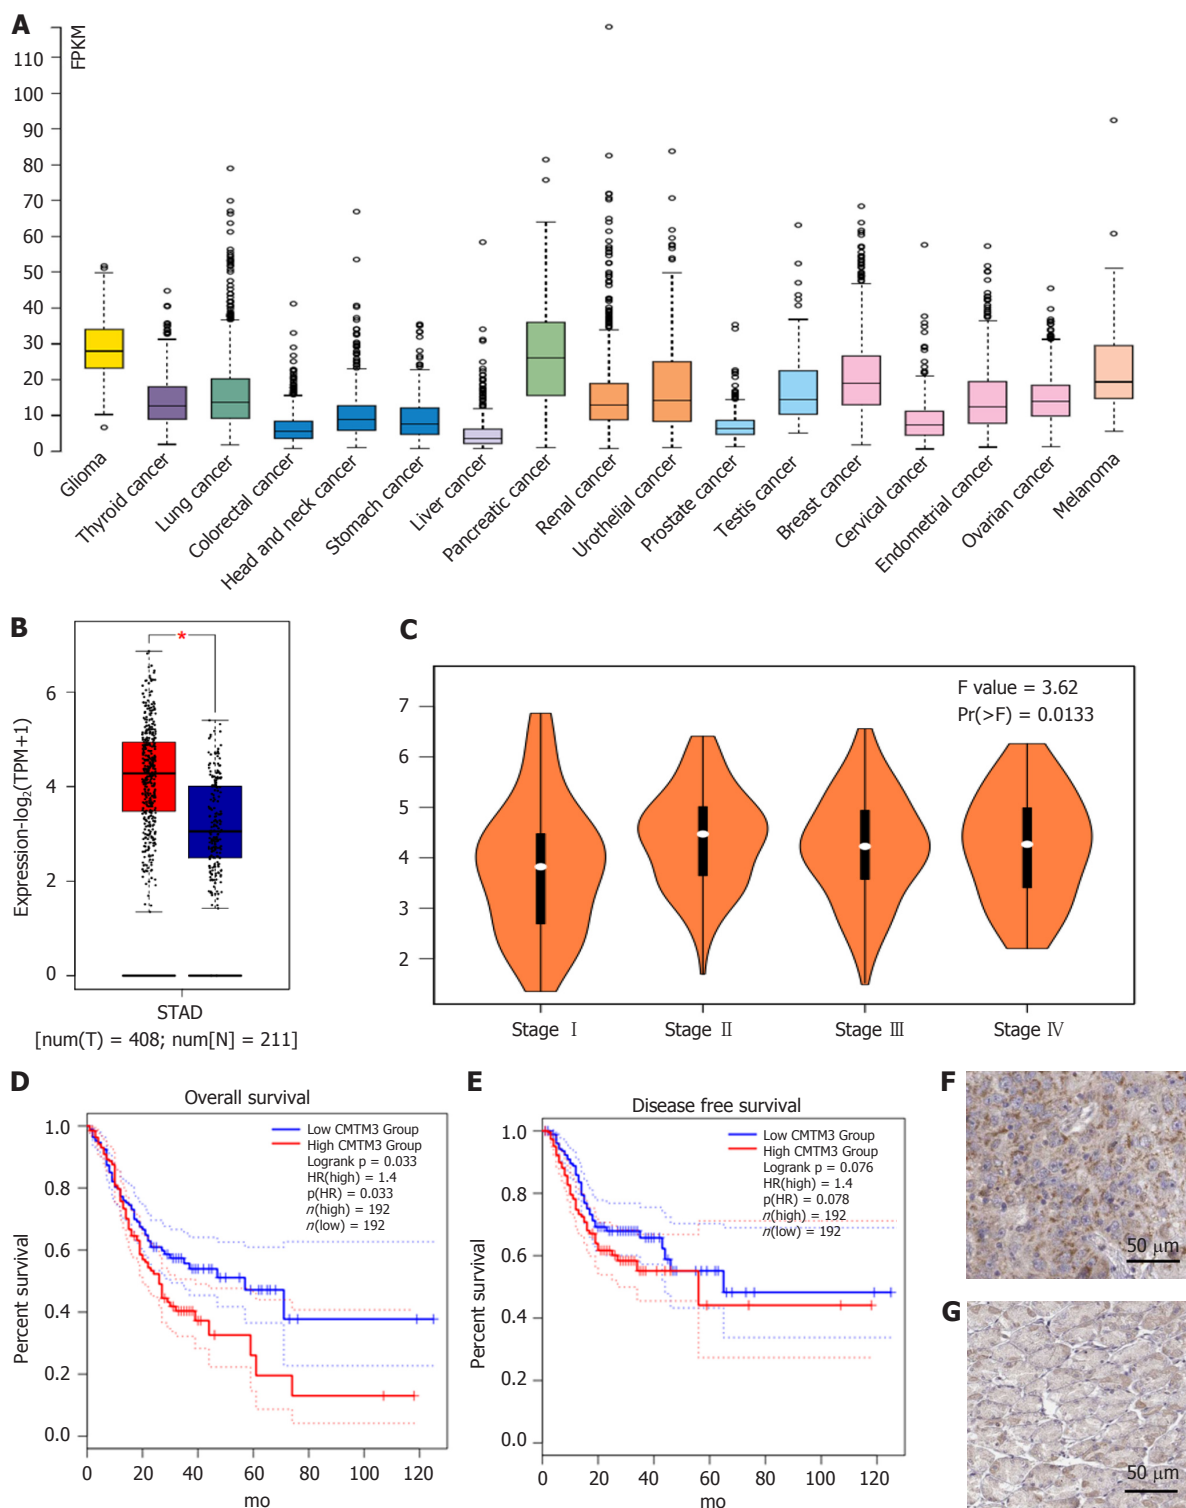 A
FPKM
110
100
90
80
70
60
50
40
30
20
10
0
Glioma
Thyroid cancer
Lung cancer
Colorectal cancer
Head and neck cancer
Stomach cancer
Liver cancer
Pancreatic cancer
Renal cancer
Urothelial cancer
Prostate cancer
Testis cancer
Breast cancer
Cervical cancer
Endometrial cancer
Ovarian cancer
Melanoma
B
Expression-log₂(TPM+1)
6
4
2
0
*
STAD
[num(T) = 408; num[N] = 211]
C
F value = 3.62
Pr(>F) = 0.0133
7
6
5
4
3
2
Stage Ⅰ
Stage Ⅱ
Stage Ⅲ
Stage Ⅳ
D
Overall survival
Low CMTM3 Group
High CMTM3 Group
Logrank p = 0.033
HR(high) = 1.4
p(HR) = 0.033
n(high) = 192
n(low) = 192
Percent survival
1.0
0.8
0.6
0.4
0.2
0.0
0 20 40 60 80 100 120
mo
E
Disease free survival
Low CMTM3 Group
High CMTM3 Group
Logrank p = 0.076
HR(high) = 1.4
p(HR) = 0.078
n(high) = 192
n(low) = 192
Percent survival
1.0
0.8
0.6
0.4
0.2
0.0
0 20 40 60 80 100 120
mo
F
50 μm
G
50 μm